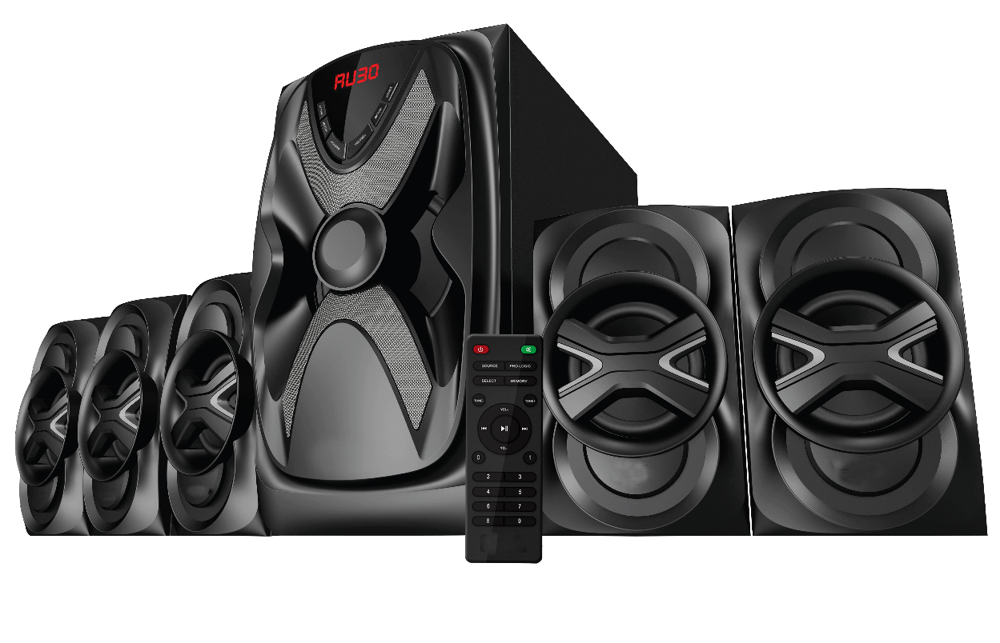 AU30
VOLUME+
SOURCE PRO-LOGIC
SELECT MEMORY
TUNE- TUNE+
VOL+
VOL-
0 1
2 3
4 5
6 7
8 9